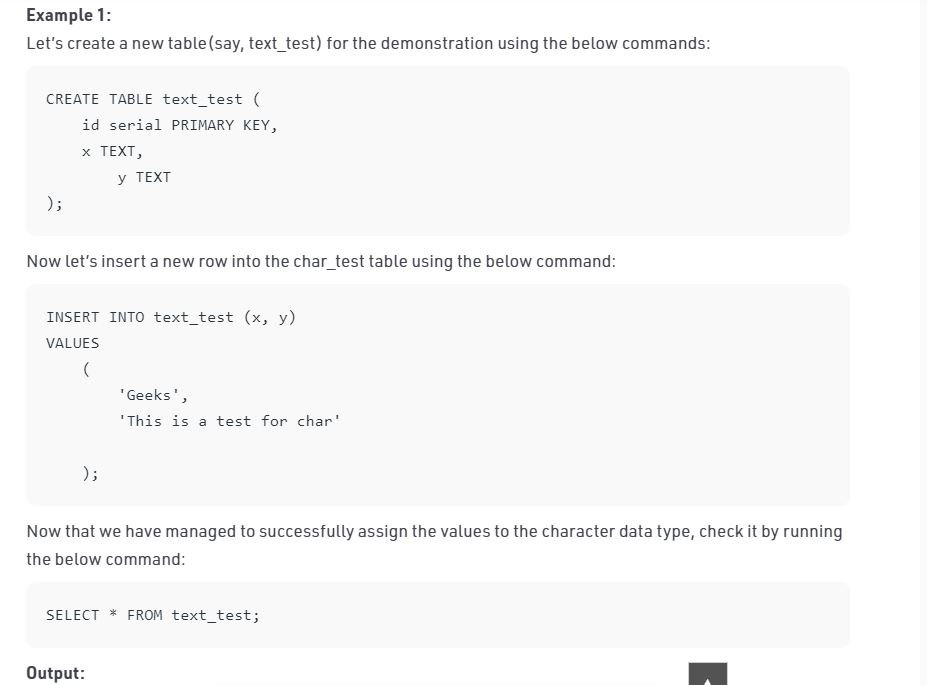 Example 1:
Let’s create a new table(say, text_test) for the demonstration using the below commands:
CREATE TABLE text_test (
    id serial PRIMARY KEY,
    x TEXT,
        y TEXT
);
Now let’s insert a new row into the char_test table using the below command:
INSERT INTO text_test (x, y)
VALUES
    (
        'Geeks',
        'This is a test for char'
    );
Now that we have managed to successfully assign the values to the character data type, check it by running
the below command:
SELECT * FROM text_test;
Output: